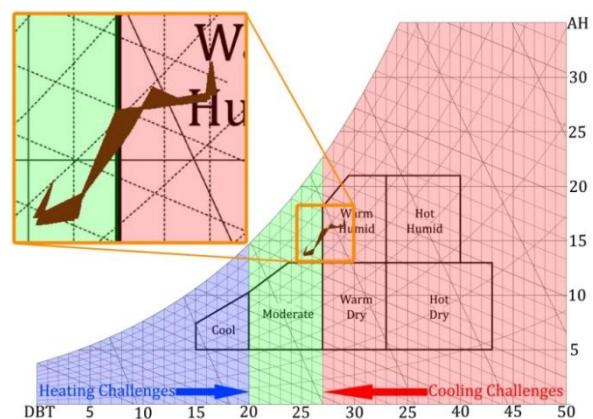 AH
W
Hu
30
25
20
15
10
5
Warm
Humid
Hot
Humid
Warm
Dry
Hot
Dry
Moderate
Cool
Heating Challenges
Cooling Challenges
DBT 5 10 15 20 25 30 25 40 45 50